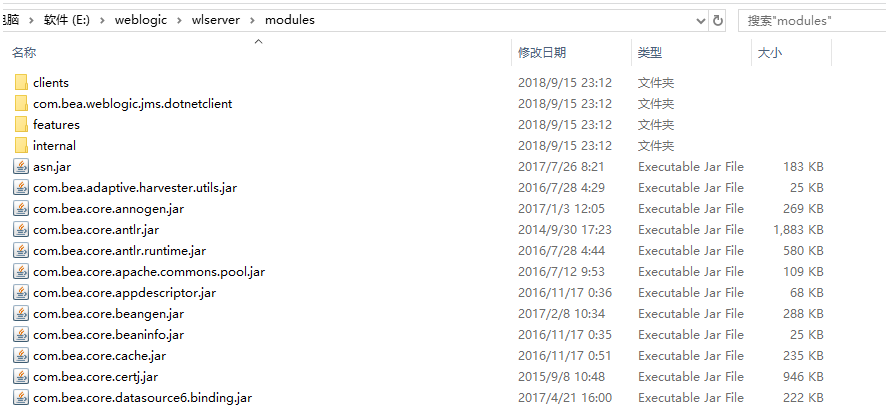 电脑 › 软件 (E:) › weblogic › wlserver › modules 搜索"modules"
名称 修改日期 类型 大小
clients 2018/9/15 23:12 文件夹
com.bea.weblogic.jms.dotnetclient 2018/9/15 23:12 文件夹
features 2018/9/15 23:12 文件夹
internal 2018/9/15 23:12 文件夹
asn.jar 2017/7/26 8:21 Executable Jar File 183 KB
com.bea.adaptive.harvester.utils.jar 2016/7/28 4:29 Executable Jar File 25 KB
com.bea.core.annogen.jar 2017/1/3 12:05 Executable Jar File 269 KB
com.bea.core.antlr.jar 2014/9/30 17:23 Executable Jar File 1,883 KB
com.bea.core.antlr.runtime.jar 2016/7/28 4:44 Executable Jar File 580 KB
com.bea.core.apache.commons.pool.jar 2016/7/12 9:53 Executable Jar File 109 KB
com.bea.core.appdescriptor.jar 2016/11/17 0:36 Executable Jar File 68 KB
com.bea.core.beangen.jar 2017/2/8 10:34 Executable Jar File 288 KB
com.bea.core.beaninfo.jar 2016/11/17 0:35 Executable Jar File 25 KB
com.bea.core.cache.jar 2016/11/17 0:51 Executable Jar File 235 KB
com.bea.core.certj.jar 2015/9/8 10:48 Executable Jar File 946 KB
com.bea.core.datasource6.binding.jar 2017/4/21 16:00 Executable Jar File 222 KB